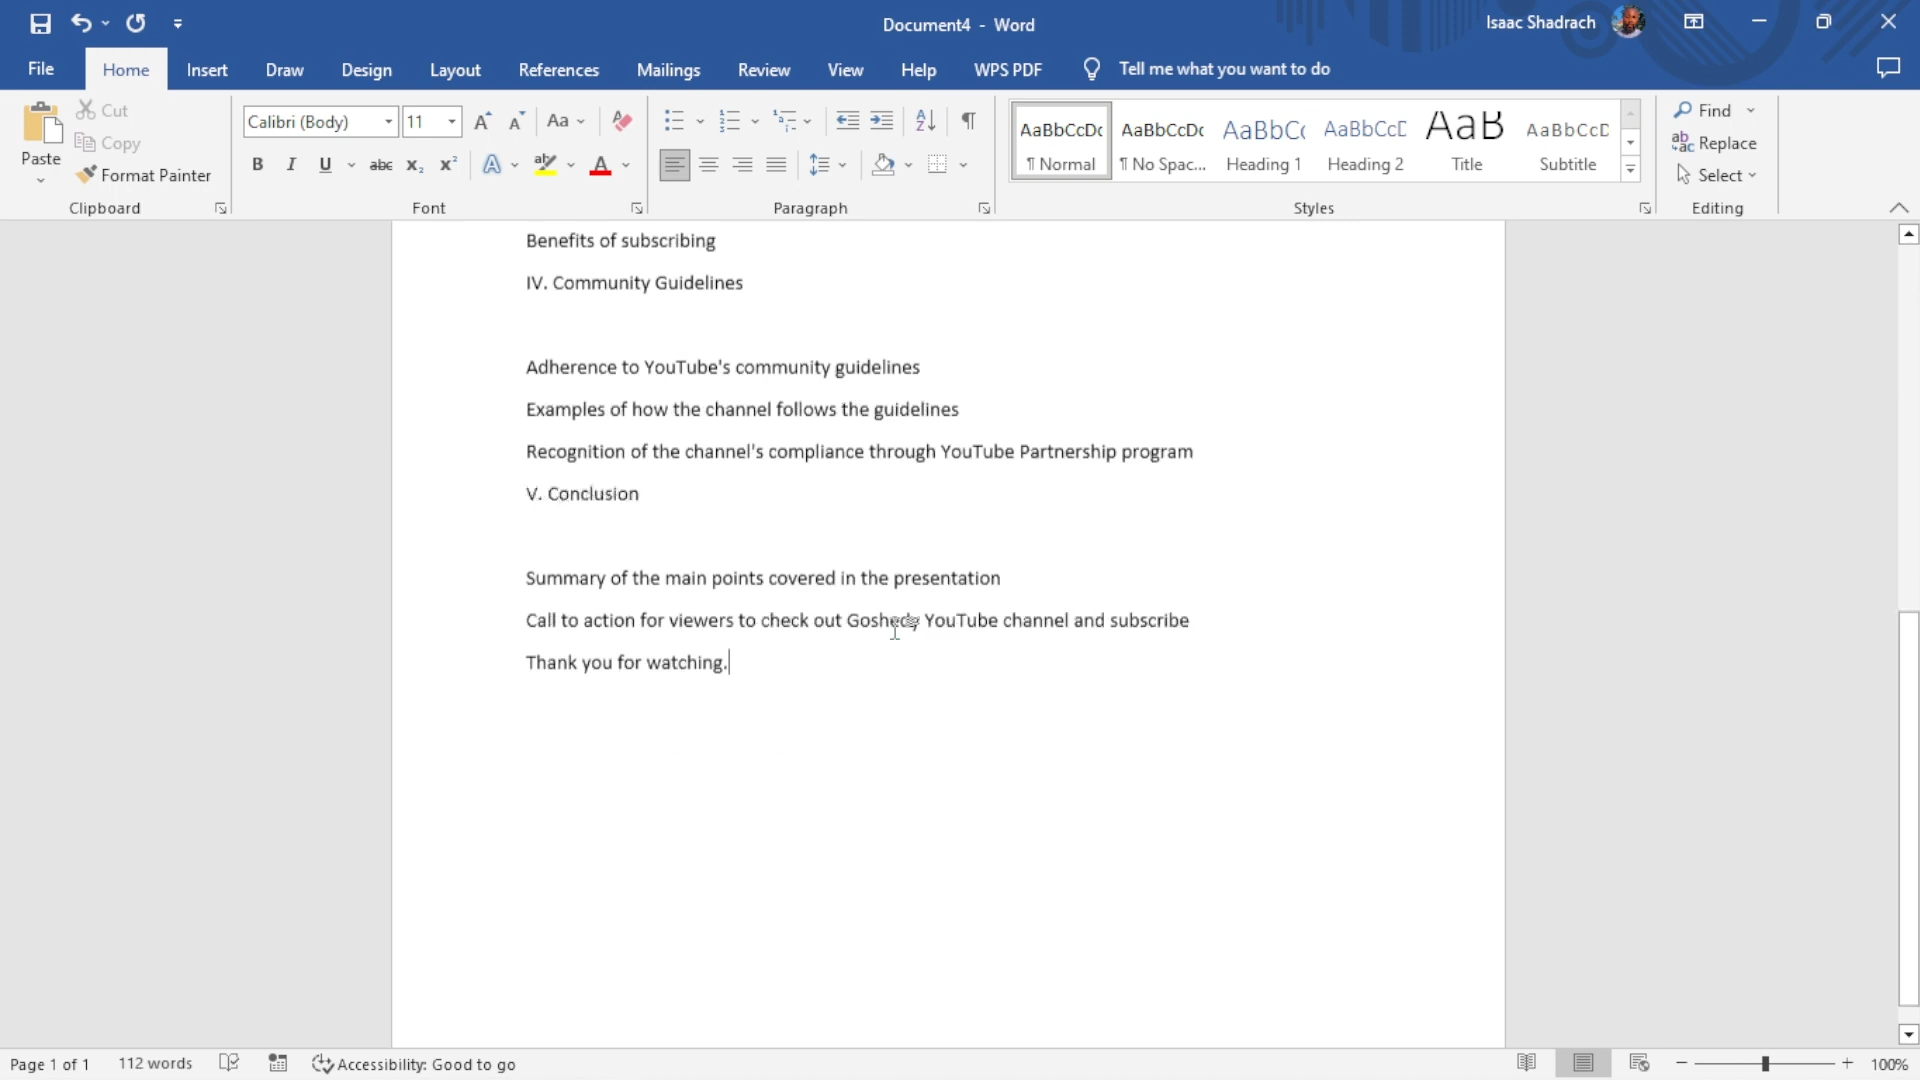 Document4 - Word
Isaac Shadrach
File Home Insert Draw Design Layout References Mailings Review View Help WPS PDF Tell me what you want to do
Paste
Cut
Copy
Format Painter
Clipboard
Calibri (Body) 11
Font
Paragraph
AaBbCcDc AaBbCcDc AaBbC( AaBbCcE AaB AaBbCcD
¶ Normal ¶ No Spac... Heading 1 Heading 2 Title Subtitle
Styles
Find
Replace
Select
Editing
Benefits of subscribing
IV. Community Guidelines
Adherence to YouTube's community guidelines
Examples of how the channel follows the guidelines
Recognition of the channel's compliance through YouTube Partnership program
V. Conclusion
Summary of the main points covered in the presentation
Call to action for viewers to check out YouTube channel and subscribe
Thank you for watching.
Page 1 of 1 112 words Accessibility: Good to go 100%